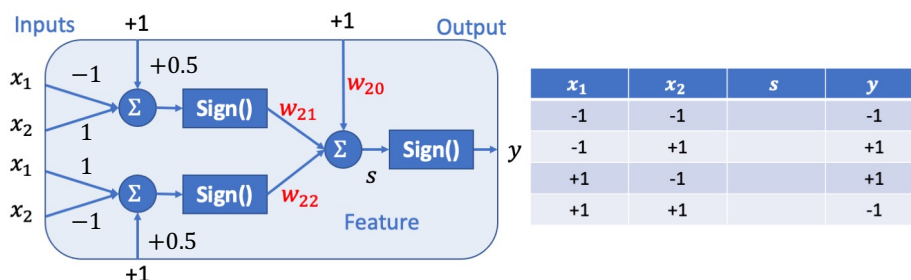 Inputs
+1
+1
Output
+0.5
x₁
−1
w₂₀
Σ
Sign()
w₂₁
x₂
1
x₁
1
Σ
s
Sign()
y
Σ
Sign()
w₂₂
x₂
−1
+0.5
Feature
+1
x₁ x₂ s y
-1 -1 -1
-1 +1 +1
+1 -1 +1
+1 +1 -1